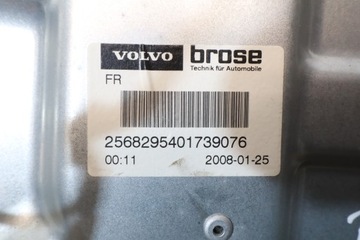 VOLVO
brose
Technik für Automobile
FR
2568295401739076
00:11 2008-01-25